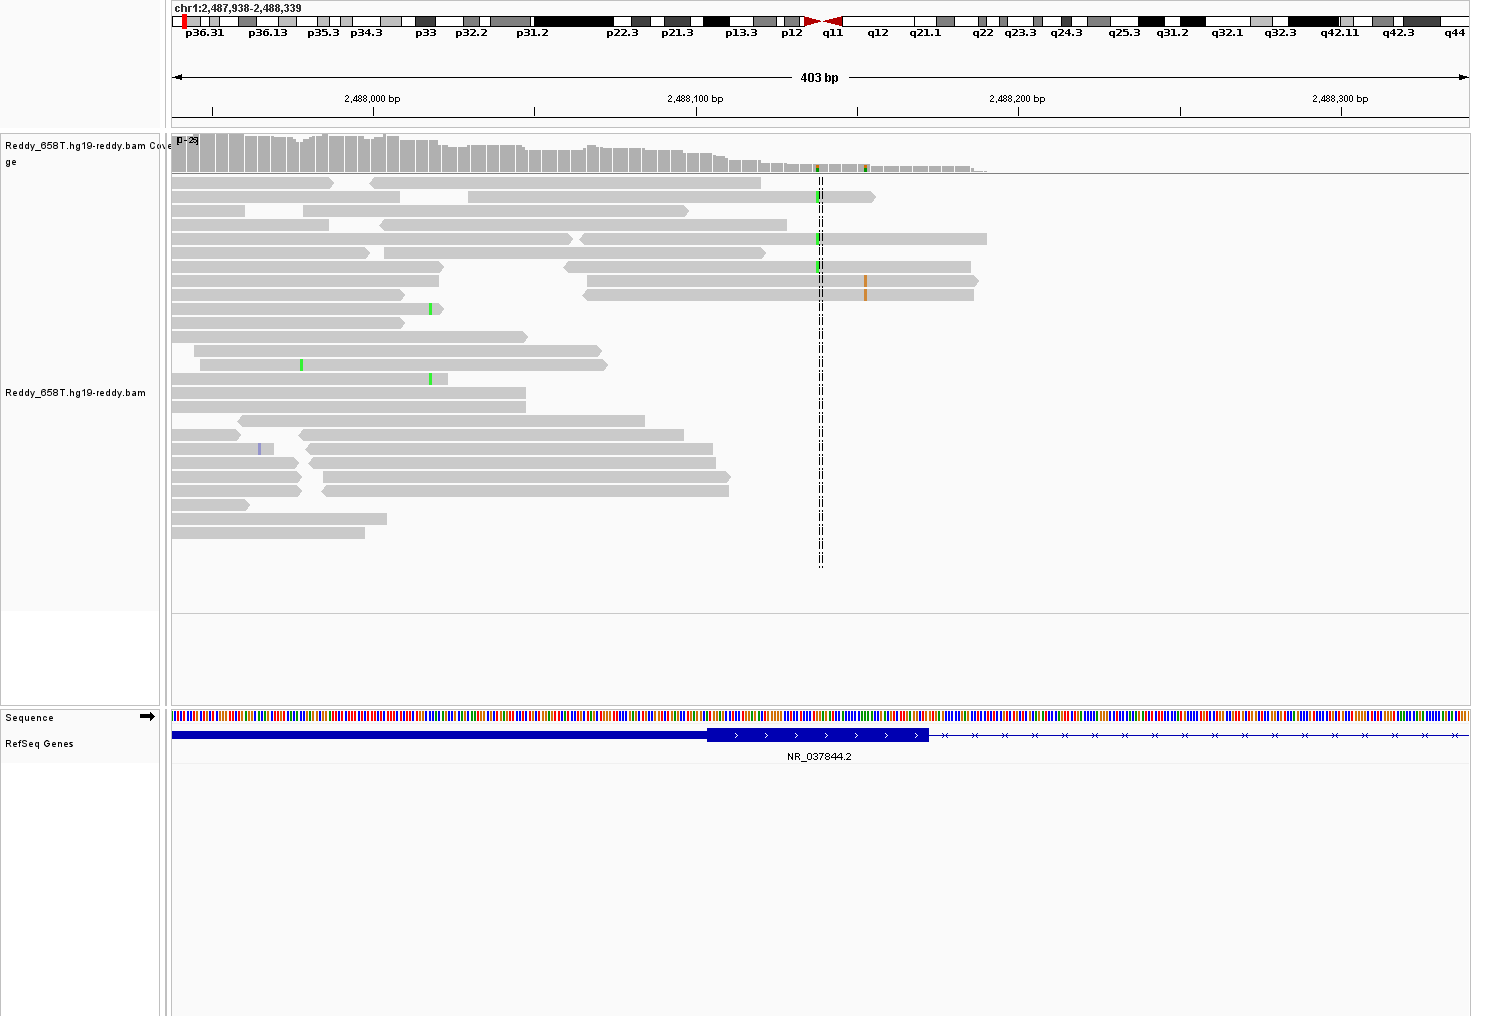 chr1:2,487,938-2,488,339
p36.31 p36.13 p35.3 p34.3 p33 p32.2 p31.2 p22.3 p21.3 p13.3 p12 q11 q12 q21.1 q22 q23.3 q24.3 q25.3 q31.2 q32.1 q32.3 q42.11 q42.3 q44
403 bp
2,488,000 bp 2,488,100 bp 2,488,200 bp 2,488,300 bp
Reddy_658T.hg19-reddy.bam Cove
ge
Reddy_658T.hg19-reddy.bam
Sequence
RefSeq Genes
NR_037844.2